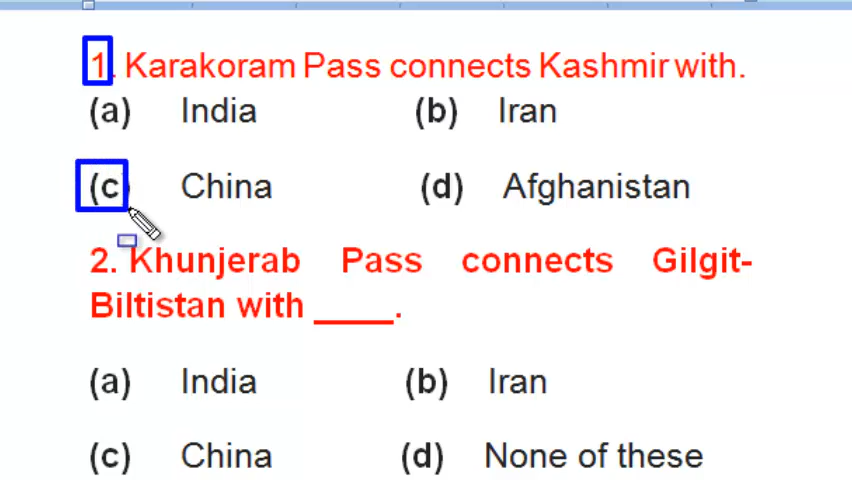 1. Karakoram Pass connects Kashmir with.
(a) India (b) Iran
(c) China (d) Afghanistan
2. Khunjerab Pass connects Gilgit-
Biltistan with ____.
(a) India (b) Iran
(c) China (d) None of these